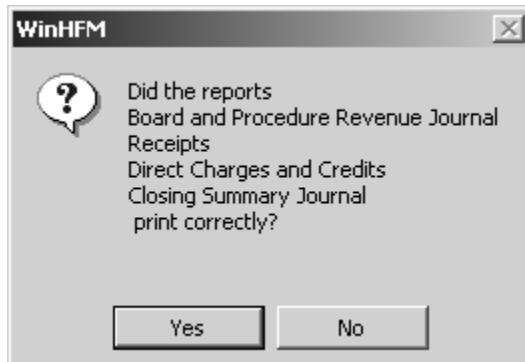 WinHFM
?
Did the reports
Board and Procedure Revenue Journal
Receipts
Direct Charges and Credits
Closing Summary Journal
print correctly?
Yes
No